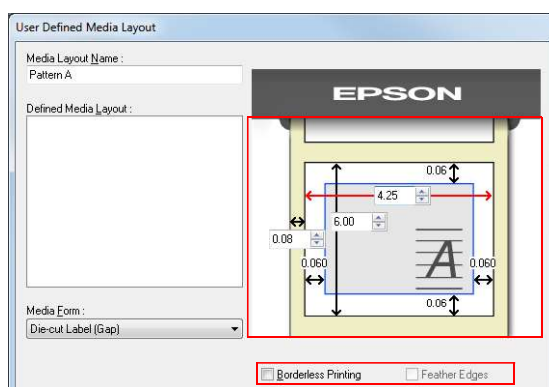 User Defined Media Layout
Media Layout Name :
Pattern A
Defined Media Layout :
EPSON
0.06
4.25
6.00
0.08
0.060
0.060
A
0.06
Media Form :
Die-cut Label (Gap)
Borderless Printing
Feather Edges